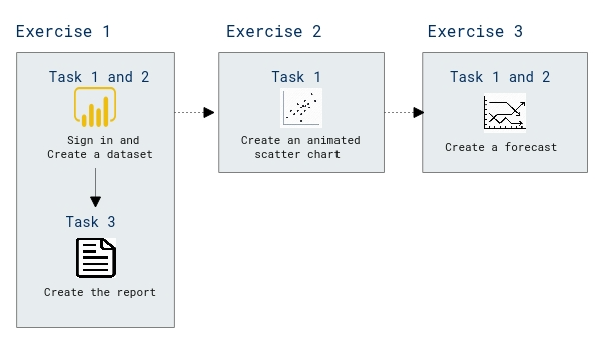 Exercise 1
Task 1 and 2
Sign in and
Create a dataset
Task 3
Create the report
Exercise 2
Task 1
Create an animated
scatter chart
Exercise 3
Task 1 and 2
Create a forecast